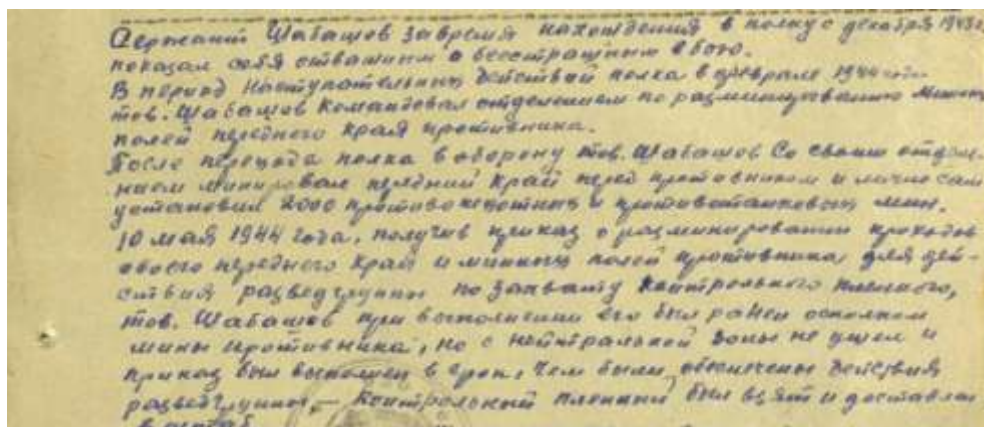 Сержант Шабашов за время нахождения в полку с декабря 1943г.
показал себя отважным и бесстрашным в бою.
В период наступательных действий полка в феврале 1944
тов. Шабашов командовал отделением по разминированию минных
полей переднего края противника.
После перехода полка в оборону тов. Шабашов со своим отделе-
нием минировал передний край перед противником и лично сам
установил 2000 противопехотных и противотанковых мин.
10 мая 1944 года, получив приказ о разминировании проходов
своего переднего края и минных полей противника для дей-
ствия разведгруппы по захвату контрольного пленного,
тов. Шабашов при выполнении его был ранен осколком
мины противника, но с нейтральной зоны не ушел и
приказ был выполнен в срок, чем были обеспечены действия
разведгруппы, – контрольный пленный был взят и доставлен
в штаб